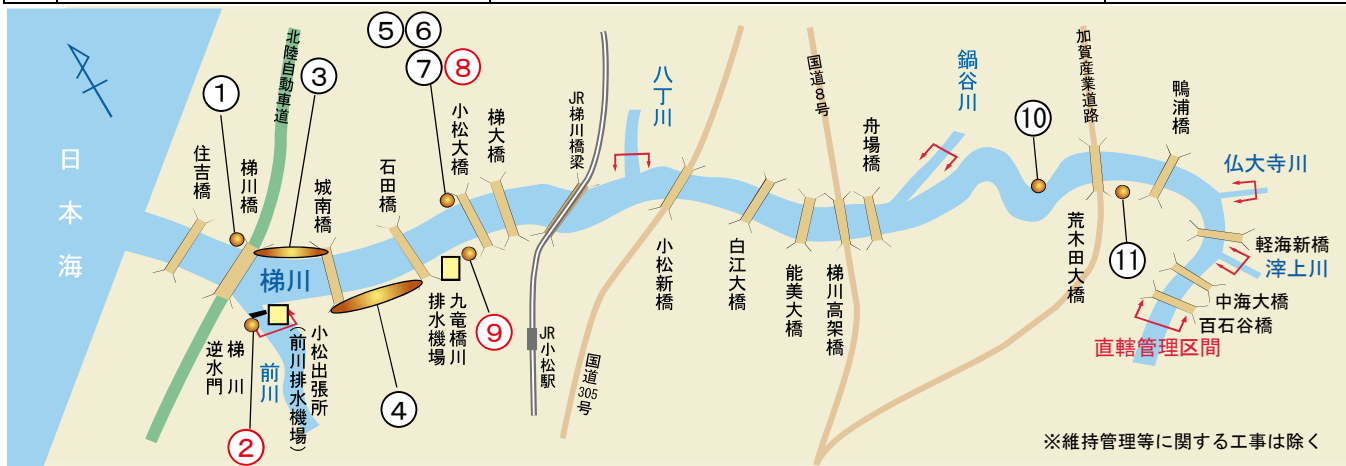 日本海
住吉橋
①
梯川橋
北陸自動車道
③
城南橋
梯川
②
梯川
逆水門
前川
小松出張所
(前川排水機場)
石田橋
④
⑤⑥
⑦⑧
小松大橋
梯大橋
九竜橋川
排水機場
⑨
JR梯川橋梁
JR小松駅
八丁川
国道305号
小松新橋
白江大橋
能美大橋
国道8号
梯川高架橋
舟場橋
鍋谷川
⑩
加賀産業道路
荒木田大橋
⑪
鴨浦橋
仏大寺川
軽海新橋
滓上川
中海大橋
百石谷橋
直轄管理区間
※維持管理等に関する工事は除く